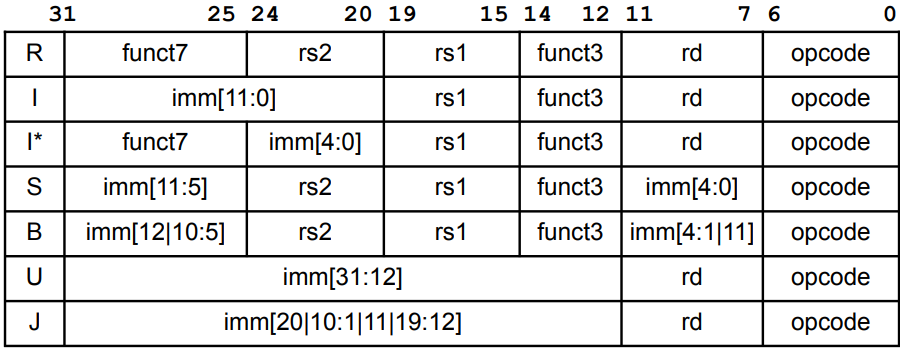 31 25 24 20 19 15 14 12 11 7 6 0
R funct7 rs2 rs1 funct3 rd opcode
I imm[11:0] rs1 funct3 rd opcode
I* funct7 imm[4:0] rs1 funct3 rd opcode
S imm[11:5] rs2 rs1 funct3 imm[4:0] opcode
B imm[12|10:5] rs2 rs1 funct3 imm[4:1|11] opcode
U imm[31:12] rd opcode
J imm[20|10:1|11|19:12] rd opcode